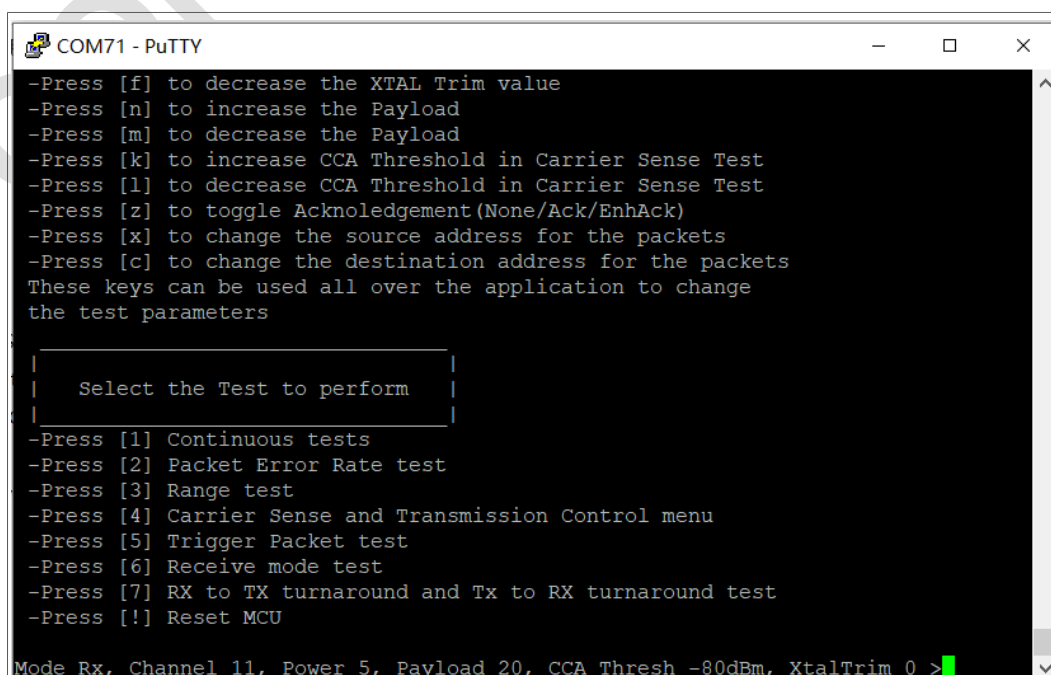 COM71 - PuTTY
-Press [f] to decrease the XTAL Trim value
-Press [n] to increase the Payload
-Press [m] to decrease the Payload
-Press [k] to increase CCA Threshold in Carrier Sense Test
-Press [l] to decrease CCA Threshold in Carrier Sense Test
-Press [z] to toggle Acknoledgement(None/Ack/EnhAck)
-Press [x] to change the source address for the packets
-Press [c] to change the destination address for the packets
These keys can be used all over the application to change
the test parameters
Select the Test to perform
-Press [1] Continuous tests
-Press [2] Packet Error Rate test
-Press [3] Range test
-Press [4] Carrier Sense and Transmission Control menu
-Press [5] Trigger Packet test
-Press [6] Receive mode test
-Press [7] RX to TX turnaround and Tx to RX turnaround test
-Press [!] Reset MCU
Mode Rx, Channel 11, Power 5, Payload 20, CCA Thresh -80dBm, XtalTrim 0 >